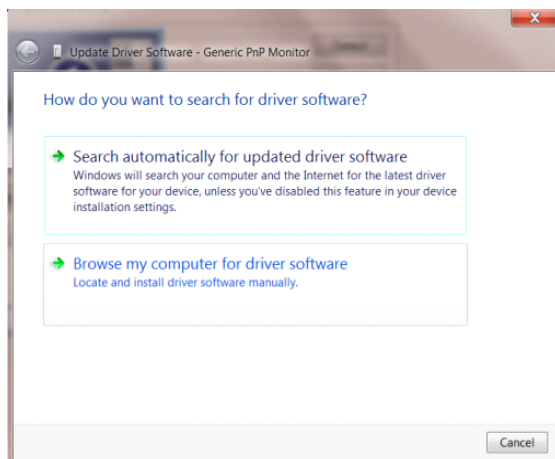 Update Driver Software - Generic PnP Monitor
How do you want to search for driver software?
Search automatically for updated driver software
Windows will search your computer and the Internet for the latest driver
software for your device, unless you've disabled this feature in your device
installation settings.
Browse my computer for driver software
Locate and install driver software manually.
Cancel